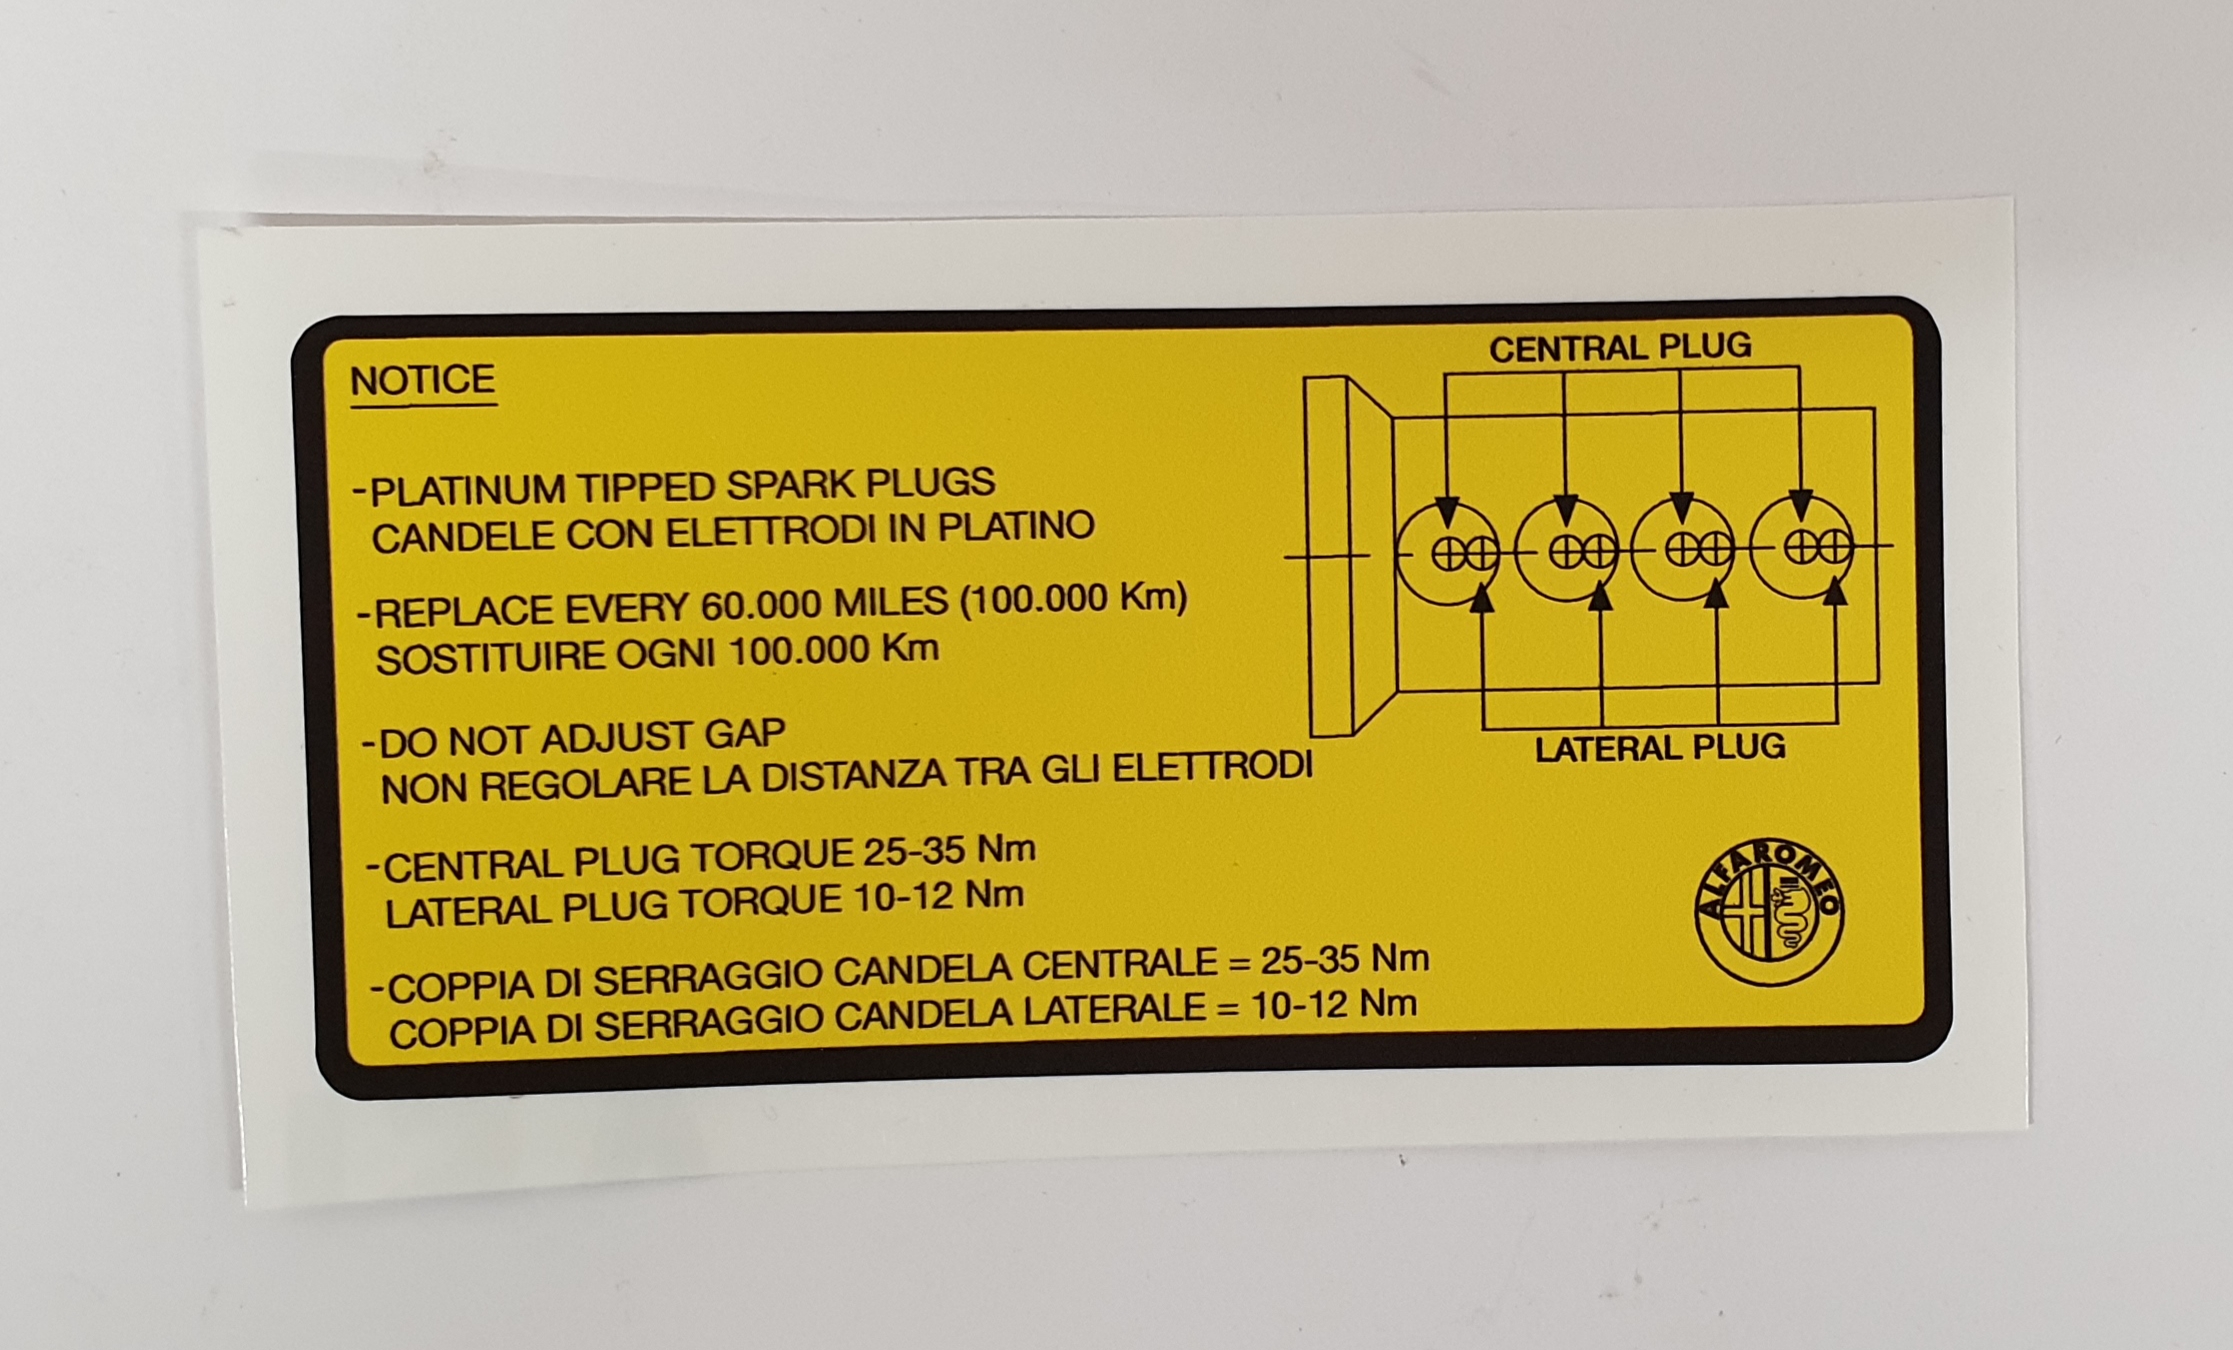 NOTICE
-PLATINUM TIPPED SPARK PLUGS
CANDELE CON ELETTRODI IN PLATINO
-REPLACE EVERY 60.000 MILES (100.000 Km)
SOSTITUIRE OGNI 100.000 Km
-DO NOT ADJUST GAP
NON REGOLARE LA DISTANZA TRA GLI ELETTRODI
-CENTRAL PLUG TORQUE 25-35 Nm
LATERAL PLUG TORQUE 10-12 Nm
-COPPIA DI SERRAGGIO CANDELA CENTRALE = 25-35 Nm
COPPIA DI SERRAGGIO CANDELA LATERALE = 10-12 Nm
CENTRAL PLUG
LATERAL PLUG
ALFA ROMEO